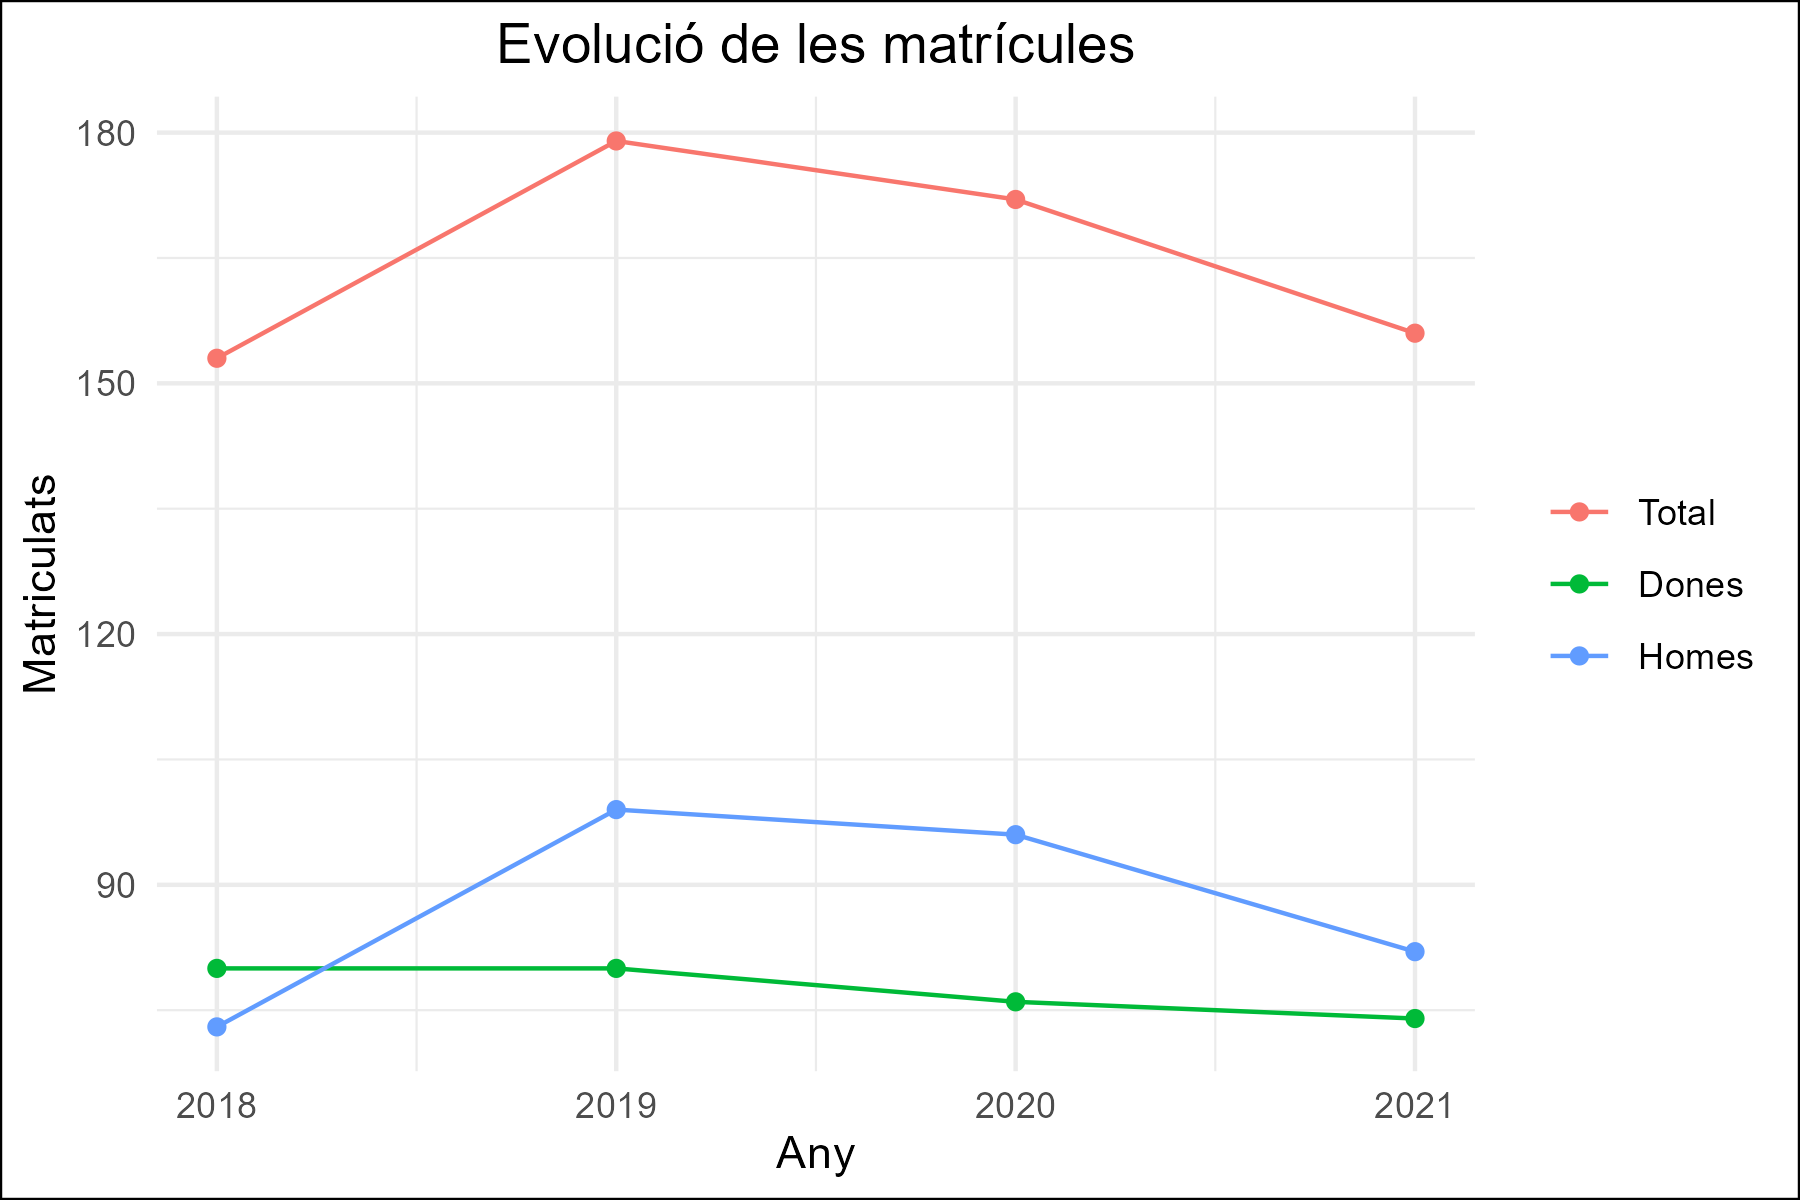 Evolució de les matrícules
180
150
120
90
Matriculats
2018
2019
2020
2021
Any
Total
Dones
Homes